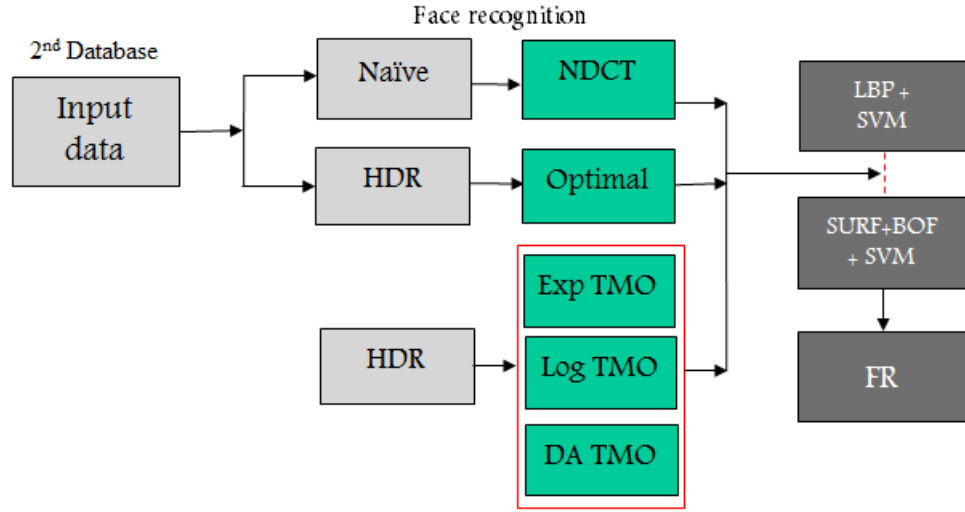 Face recognition
2nd Database
Input
data
Naïve
NDCT
HDR
Optimal
LBP +
SVM
SURF+BOF
+ SVM
HDR
Exp TMO
Log TMO
DA TMO
FR